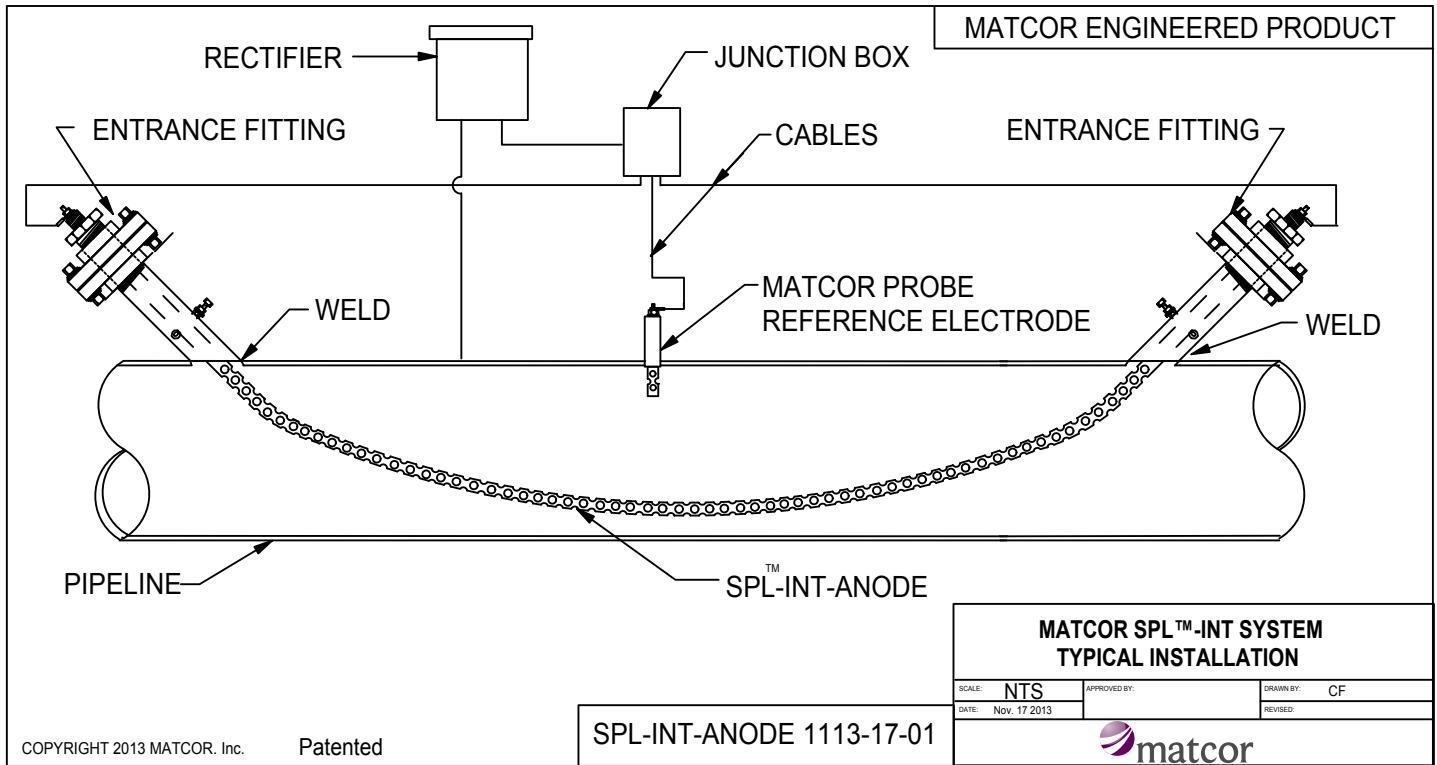 MATCOR ENGINEERED PRODUCT
RECTIFIER
JUNCTION BOX
ENTRANCE FITTING
CABLES
ENTRANCE FITTING
MATCOR PROBE
REFERENCE ELECTRODE
WELD
WELD
PIPELINE
SPL™-INT-ANODE
MATCOR SPL™-INT SYSTEM
TYPICAL INSTALLATION
SCALE: NTS
APPROVED BY:
DRAWN BY: CF
DATE: Nov. 17 2013
REVISED:
SPL-INT-ANODE 1113-17-01
matcor
COPYRIGHT 2013 MATCOR. Inc.
Patented